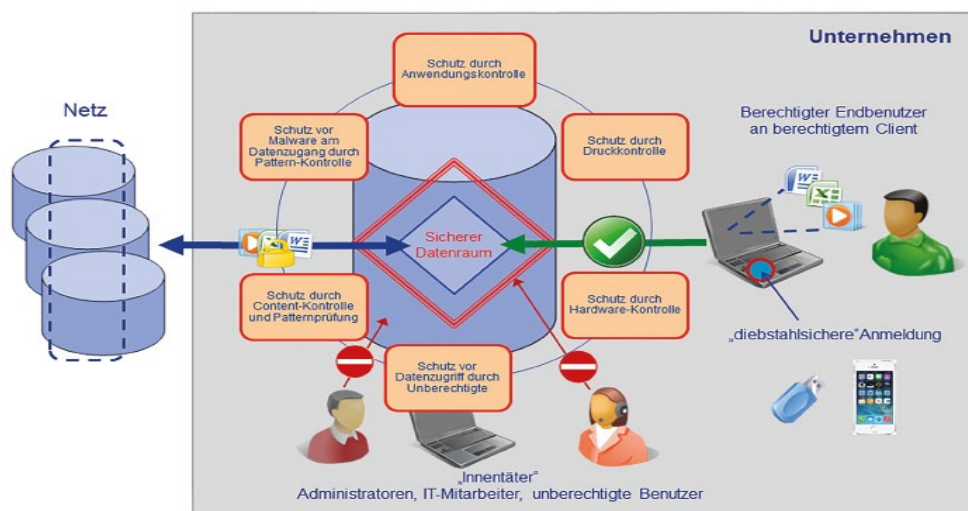 Unternehmen
Netz
Schutz durch
Anwendungskontrolle
Schutz vor
Malware am
Datenzugang durch
Pattern-Kontrolle
Schutz durch
Druckkontrolle
Berechtigter Endbenutzer
an berechtigtem Client
Sicherer
Datenraum
Schutz durch
Content-Kontrolle
und Patternprüfung
Schutz durch
Hardware-Kontrolle
„diebstahlsichere“Anmeldung
Schutz vor
Datenzugriff durch
Unberechtigte
„Innentäter“
Administratoren, IT-Mitarbeiter, unberechtigte Benutzer